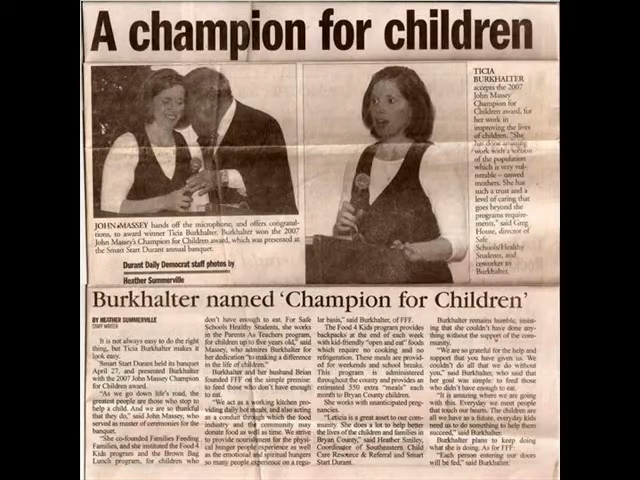 A champion for children
TICIA
BURKHALTER
accepts the 2007
John Massey
Champion for
Children award, for
her work in
improving the lives
of children. "She
has done amazing
work with a section
of the population
which is very vul-
nerable – unwed
mothers. She has
such a trust and a
level of caring that
goes beyond the
programs require-
ments," said Greg
House, director of
Safe
Schools/Healthy
Students, and
coworker to
Burkhalter.
JOHN MASSEY hands off the microphone, and offers congratula-
tions, to award winner Ticia Burkhalter. Burkhalter won the 2007
John Massey's Champion for Children award, which was presented at
the Smart Start Durant annual banquet.
Durant Daily Democrat staff photos by
Heather Summerville
Burkhalter named 'Champion for Children'
BY HEATHER SUMMERVILLE
STAFF WRITER
It is not always easy to do the right
thing, but Ticia Burkhalter makes it
look easy.
Smart Start Durant held its banquet
April 27, and presented Burkhalter
with the 2007 John Massey Champion
for Children award.
"As we go down life's road, the
greatest people are those who stop to
help a child. And we are so thankful
that they do," said John Massey, who
served as master of ceremonies for the
banquet.
"She co-founded Families Feeding
Families, and she instituted the Food 4
Kids program and the Brown Bag
Lunch program, for children who
don't have enough to eat. For Safe
Schools Healthy Students, she works
in the Parents As Teachers program,
for children up to five years old," said
Massey, who admires Burkhalter for
her dedication "to making a difference
in the life of children."
Burkhalter and her husband Brian
founded FFF on the simple premise
to feed those who don't have enough
to eat.
"We act as a working kitchen pro-
viding daily hot meals, and also acting
as a conduit through which the food
industry and the community may
donate food as well as time. We strive
to provide nourishment for the physi-
cal hunger people experience as well
as the emotional and spiritual hungers
so many people experience on a regu-
lar basis," said Burkhalter, of FFF.
The Food 4 Kids program provides
backpacks at the end of each week
with kid-friendly "open and eat" foods
which require no cooking and no
refrigeration. These meals are provid-
ed for weekends and school breaks.
This program is administered
throughout the county and provides an
estimated 550 extra "meals" each
month to Bryan County children.
She works with unanticipated preg-
nancies.
"Leticia is a great asset to our com-
munity. She does a lot to help better
the lives of the children and families in
Bryan County," said Heather Smiley,
Coordinator of Southeastern Child
Care Resource & Referral and Smart
Start Durant.
Burkhalter remains humble, insist-
ing that she couldn't have done any-
thing without the support of the com-
munity.
"We are so grateful for the help and
support that you have given us. We
couldn't do all that we do without
you," said Burkhalter, who said that
her goal was simple to feed those
who didn't have enough to eat.
"It is amazing where we are going
with this. Everyday we meet people
that touch our hearts. The children are
all we have as a future, everyday kids
need us to do something to help them
succeed," said Burkhalter.
Burkhalter plans to keep doing
what she is doing. As for FFF:
"Each person entering our doors
will be fed," said Burkhalter.